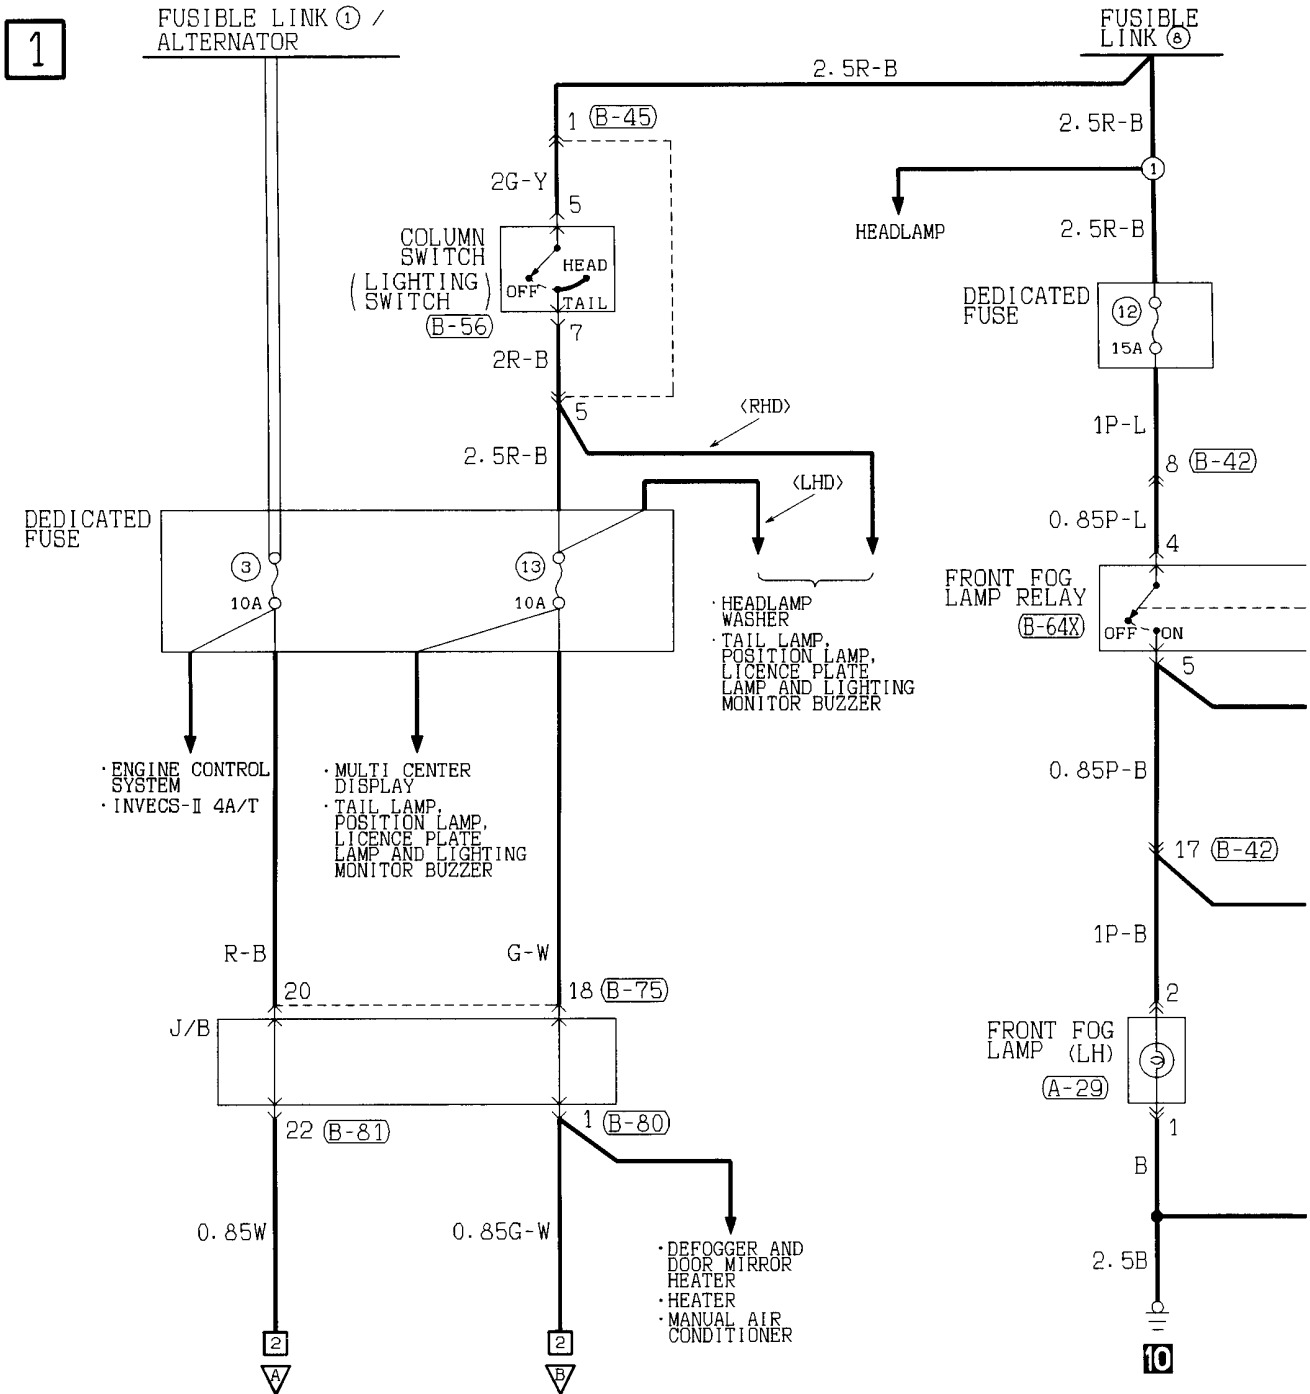 1
FUSIBLE LINK ① /
ALTERNATOR
FUSIBLE
LINK ⑧
2.5R-B
1 (B-45)
2.5R-B
1
2G-Y
5
HEADLAMP
2.5R-B
COLUMN
SWITCH
(LIGHTING
SWITCH)
HEAD
OFF
TAIL
(B-56)
7
DEDICATED
FUSE
12
15A
2R-B
5
<RHD>
1P-L
2.5R-B
8 (B-42)
<LHD>
DEDICATED
FUSE
0.85P-L
4
3
10A
13
10A
FRONT FOG
LAMP RELAY
(B-64X)
OFF
ON
5
· HEADLAMP
WASHER
· TAIL LAMP,
POSITION LAMP,
LICENCE PLATE
LAMP AND LIGHTING
MONITOR BUZZER
· ENGINE CONTROL
SYSTEM
· INVECS-II 4A/T
· MULTI CENTER
DISPLAY
· TAIL LAMP,
POSITION LAMP,
LICENCE PLATE
LAMP AND LIGHTING
MONITOR BUZZER
0.85P-B
17 (B-42)
R-B
G-W
1P-B
20
18 (B-75)
2
J/B
FRONT FOG
LAMP (LH)
(A-29)
22 (B-81)
1 (B-80)
1
B
0.85W
0.85G-W
· DEFOGGER AND
DOOR MIRROR
HEATER
· HEATER
· MANUAL AIR
CONDITIONER
2.5B
2
2
10
A
B